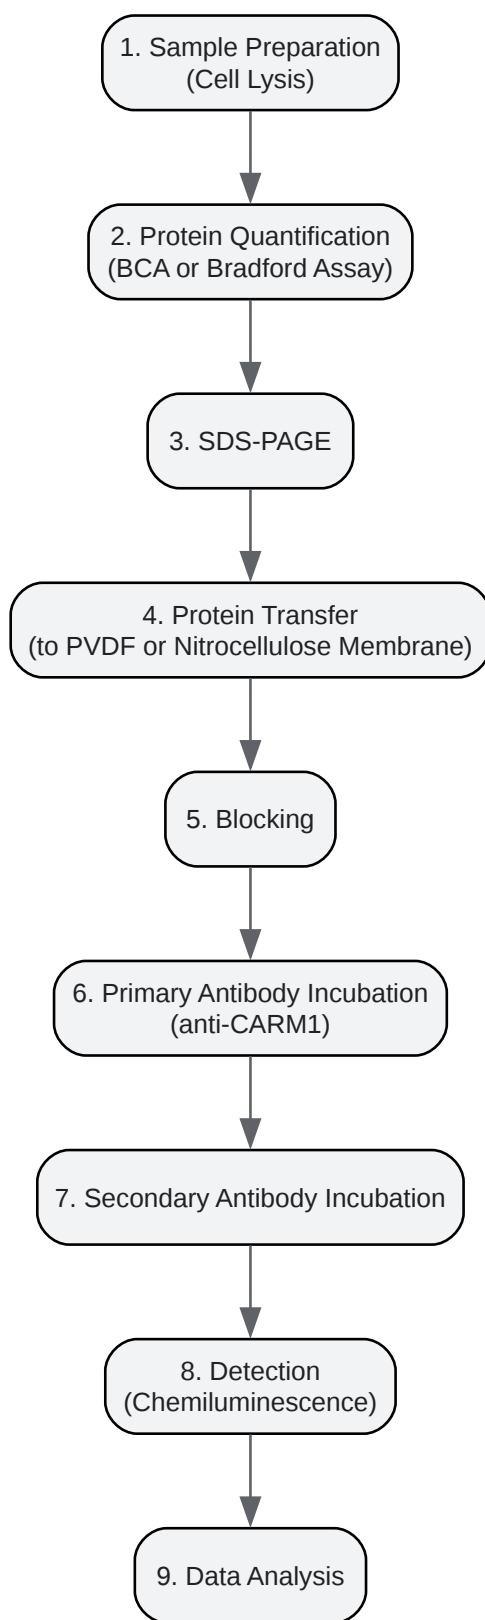 1. Sample Preparation
(Cell Lysis)
2. Protein Quantification
(BCA or Bradford Assay)
3. SDS-PAGE
4. Protein Transfer
(to PVDF or Nitrocellulose Membrane)
5. Blocking
6. Primary Antibody Incubation
(anti-CARM1)
7. Secondary Antibody Incubation
8. Detection
(Chemiluminescence)
9. Data Analysis